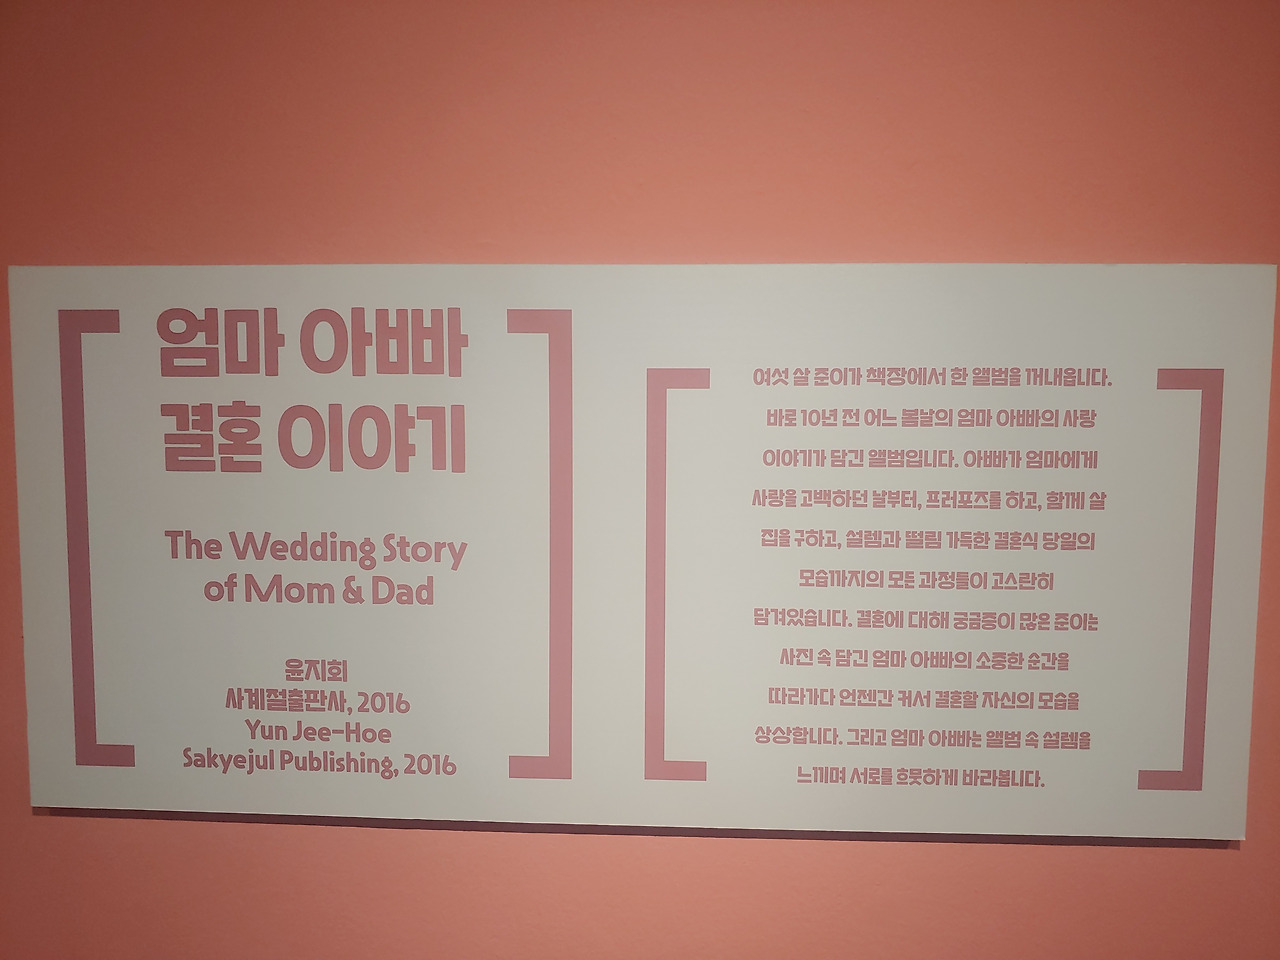 엄마 아빠
결혼 이야기
The Wedding Story
of Mom & Dad
윤지회
사계절출판사, 2016
Yun Jee-Hoe
Sakyejul Publishing, 2016
여섯 살 준이가 책장에서 한 앨범을 꺼내옵니다.
바로 10년 전 어느 봄날의 엄마 아빠의 사랑
이야기가 담긴 앨범입니다. 아빠가 엄마에게
사랑을 고백하던 날부터, 프러포즈를 하고, 함께 살
집을 구하고, 설렘과 떨림 가득한 결혼식 당일의
모습까지의 모든 과정들이 고스란히
담겨있습니다. 결혼에 대해 궁금증이 많은 준이는
사진 속 담긴 엄마 아빠의 소중한 순간을
따라가다 언젠간 커서 결혼할 자신의 모습을
상상합니다. 그리고 엄마 아빠는 앨범 속 설렘을
느끼며 서로를 흐뭇하게 바라봅니다.